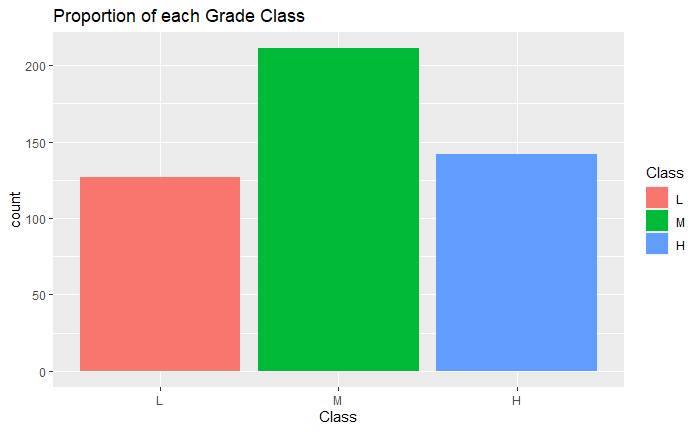 Proportion of each Grade Class
200
150
100
50
0
count
L
M
H
Class
Class
L
M
H